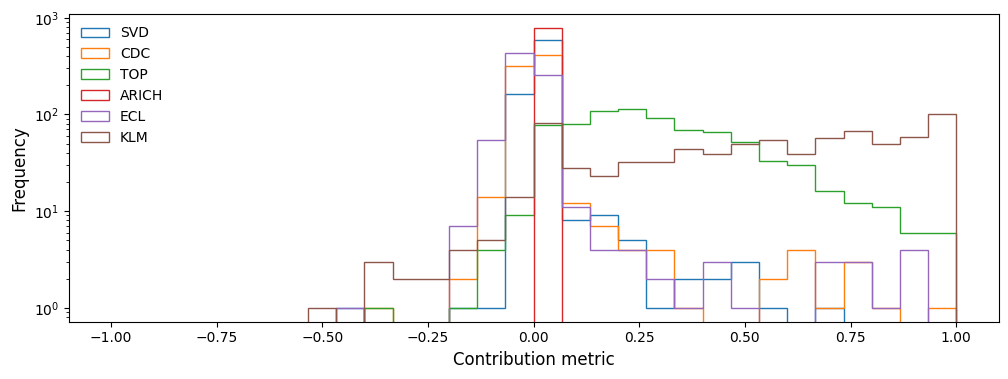 SVD
CDC
TOP
ARICH
ECL
KLM
Frequency
10³
10²
10¹
10⁰
−1.00 −0.75 −0.50 −0.25 0.00 0.25 0.50 0.75 1.00
Contribution metric